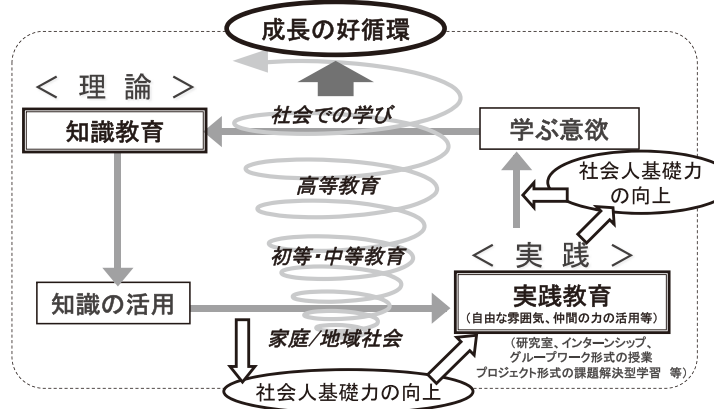 成長の好循環
＜ 理 論 ＞
知識教育
社会での学び
学ぶ意欲
社会人基礎力
の向上
高等教育
初等・中等教育
＜ 実 践 ＞
知識の活用
実践教育
（自由な雰囲気、仲間の力の活用等）
家庭/地域社会
（研究室、インターンシップ、
グループワーク形式の授業
プロジェクト形式の課題解決型学習 等）
社会人基礎力の向上